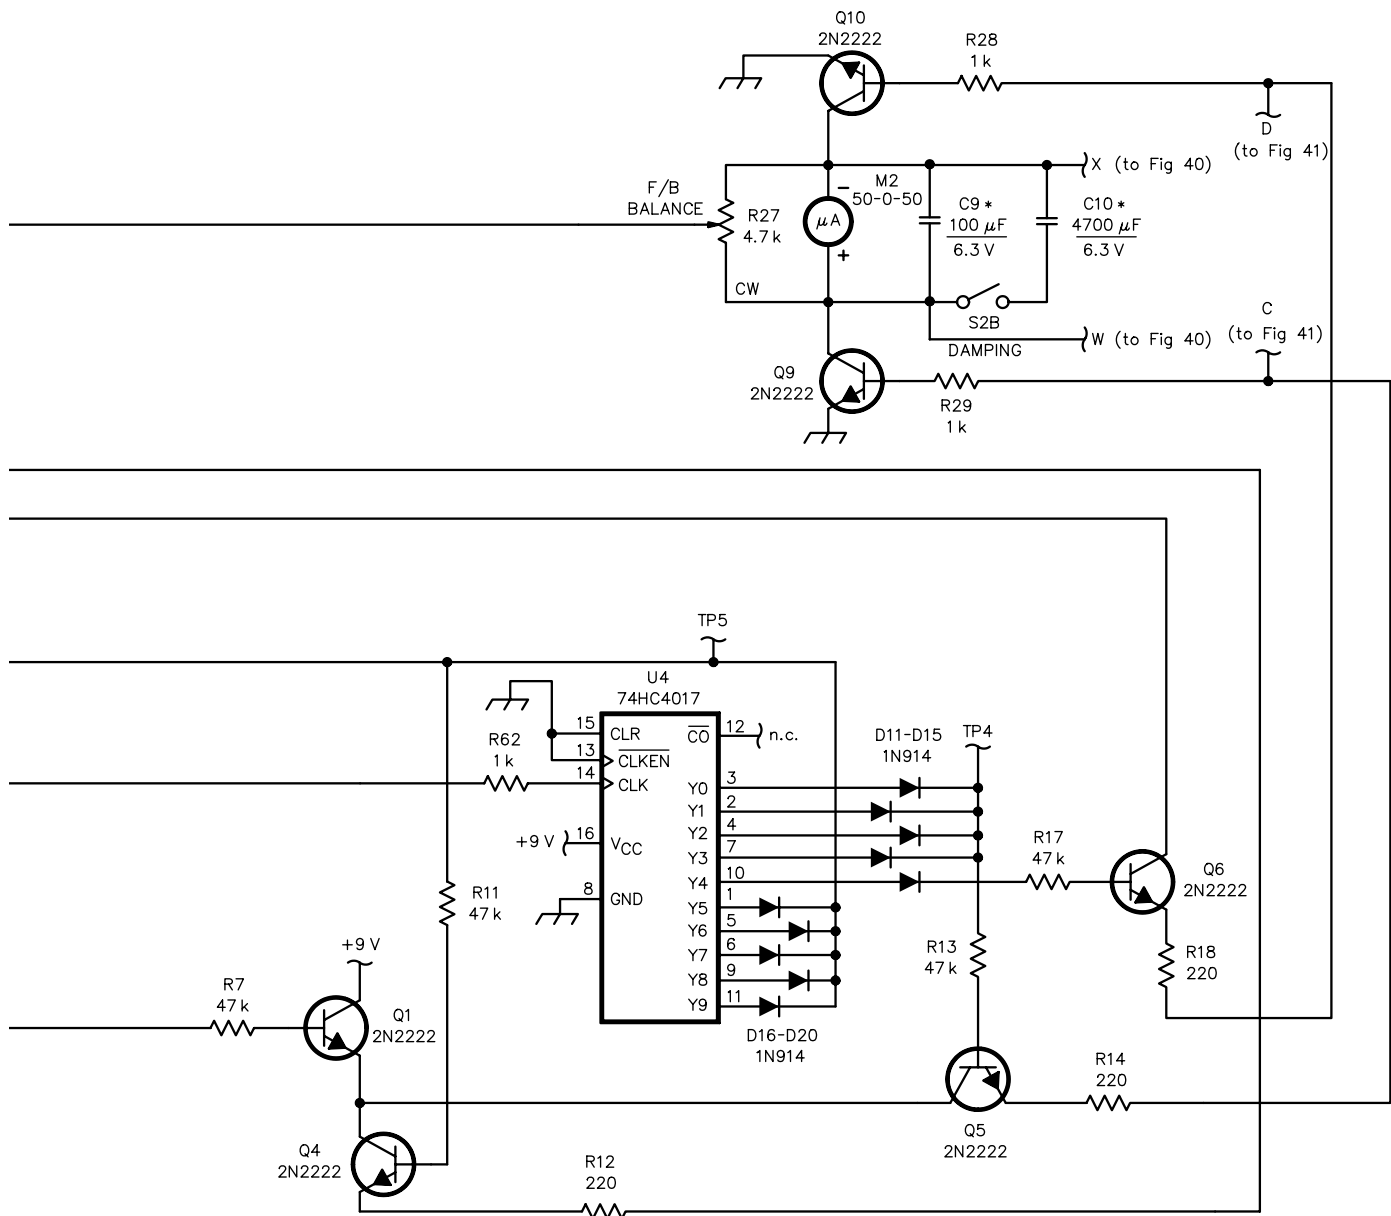 Q10
2N2222
R28
1 k
D
(to Fig 41)
X (to Fig 40)
F/B
BALANCE
R27
4.7 k
M2
50-0-50
−
μA
+
C9 *
100 μF
6.3 V
C10 *
4700 μF
6.3 V
CW
S2B
DAMPING
W (to Fig 40)
C
(to Fig 41)
Q9
2N2222
R29
1 k
TP5
U4
74HC4017
15 CLR
13 CLKEN
14 CLK
R62
1 k
+9 V
16 VCC
8 GND
CO 12 n.c.
Y0 3
Y1 2
Y2 4
Y3 7
Y4 10
Y5 1
Y6 5
Y7 6
Y8 9
Y9 11
D11-D15
1N914
TP4
R17
47 k
Q6
2N2222
R11
47 k
R13
47 k
R18
220
+9 V
R7
47 k
Q1
2N2222
D16-D20
1N914
R14
220
Q5
2N2222
Q4
2N2222
R12
220